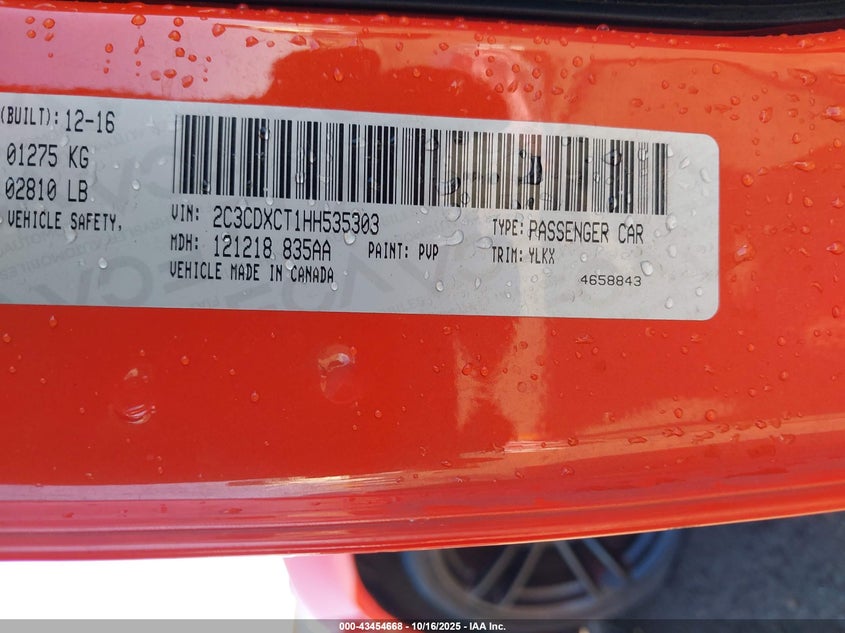 (BUILT): 12-16
01275 KG
02810 LB
VEHICLE SAFETY,
VIN: 2C3CDXCT1HH535303
TYPE: PASSENGER CAR
MDH: 121218 835AA
PAINT: PVP
TRIM: YLKX
VEHICLE MADE IN CANADA
4658843
000-43454668 - 10/16/2025 - IAA Inc.